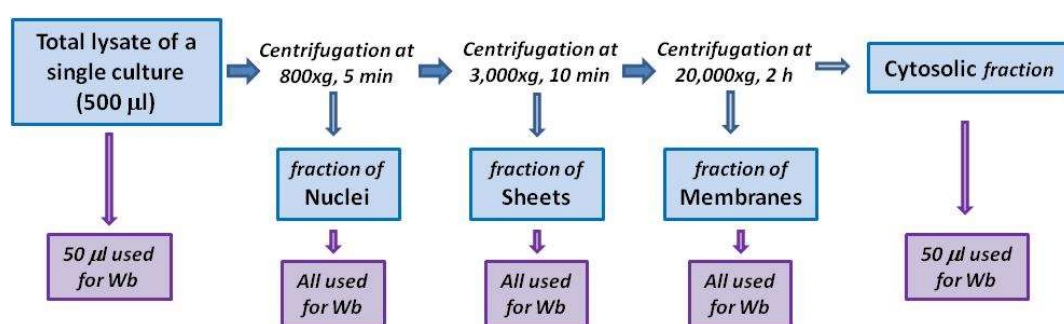 Total lysate of a
single culture
(500 µl)
Centrifugation at
800xg, 5 min
Centrifugation at
3,000xg, 10 min
Centrifugation at
20,000xg, 2 h
Cytosolic fraction
fraction of
Nuclei
fraction of
Sheets
fraction of
Membranes
50 µl used
for Wb
All used
for Wb
All used
for Wb
All used
for Wb
50 µl used
for Wb